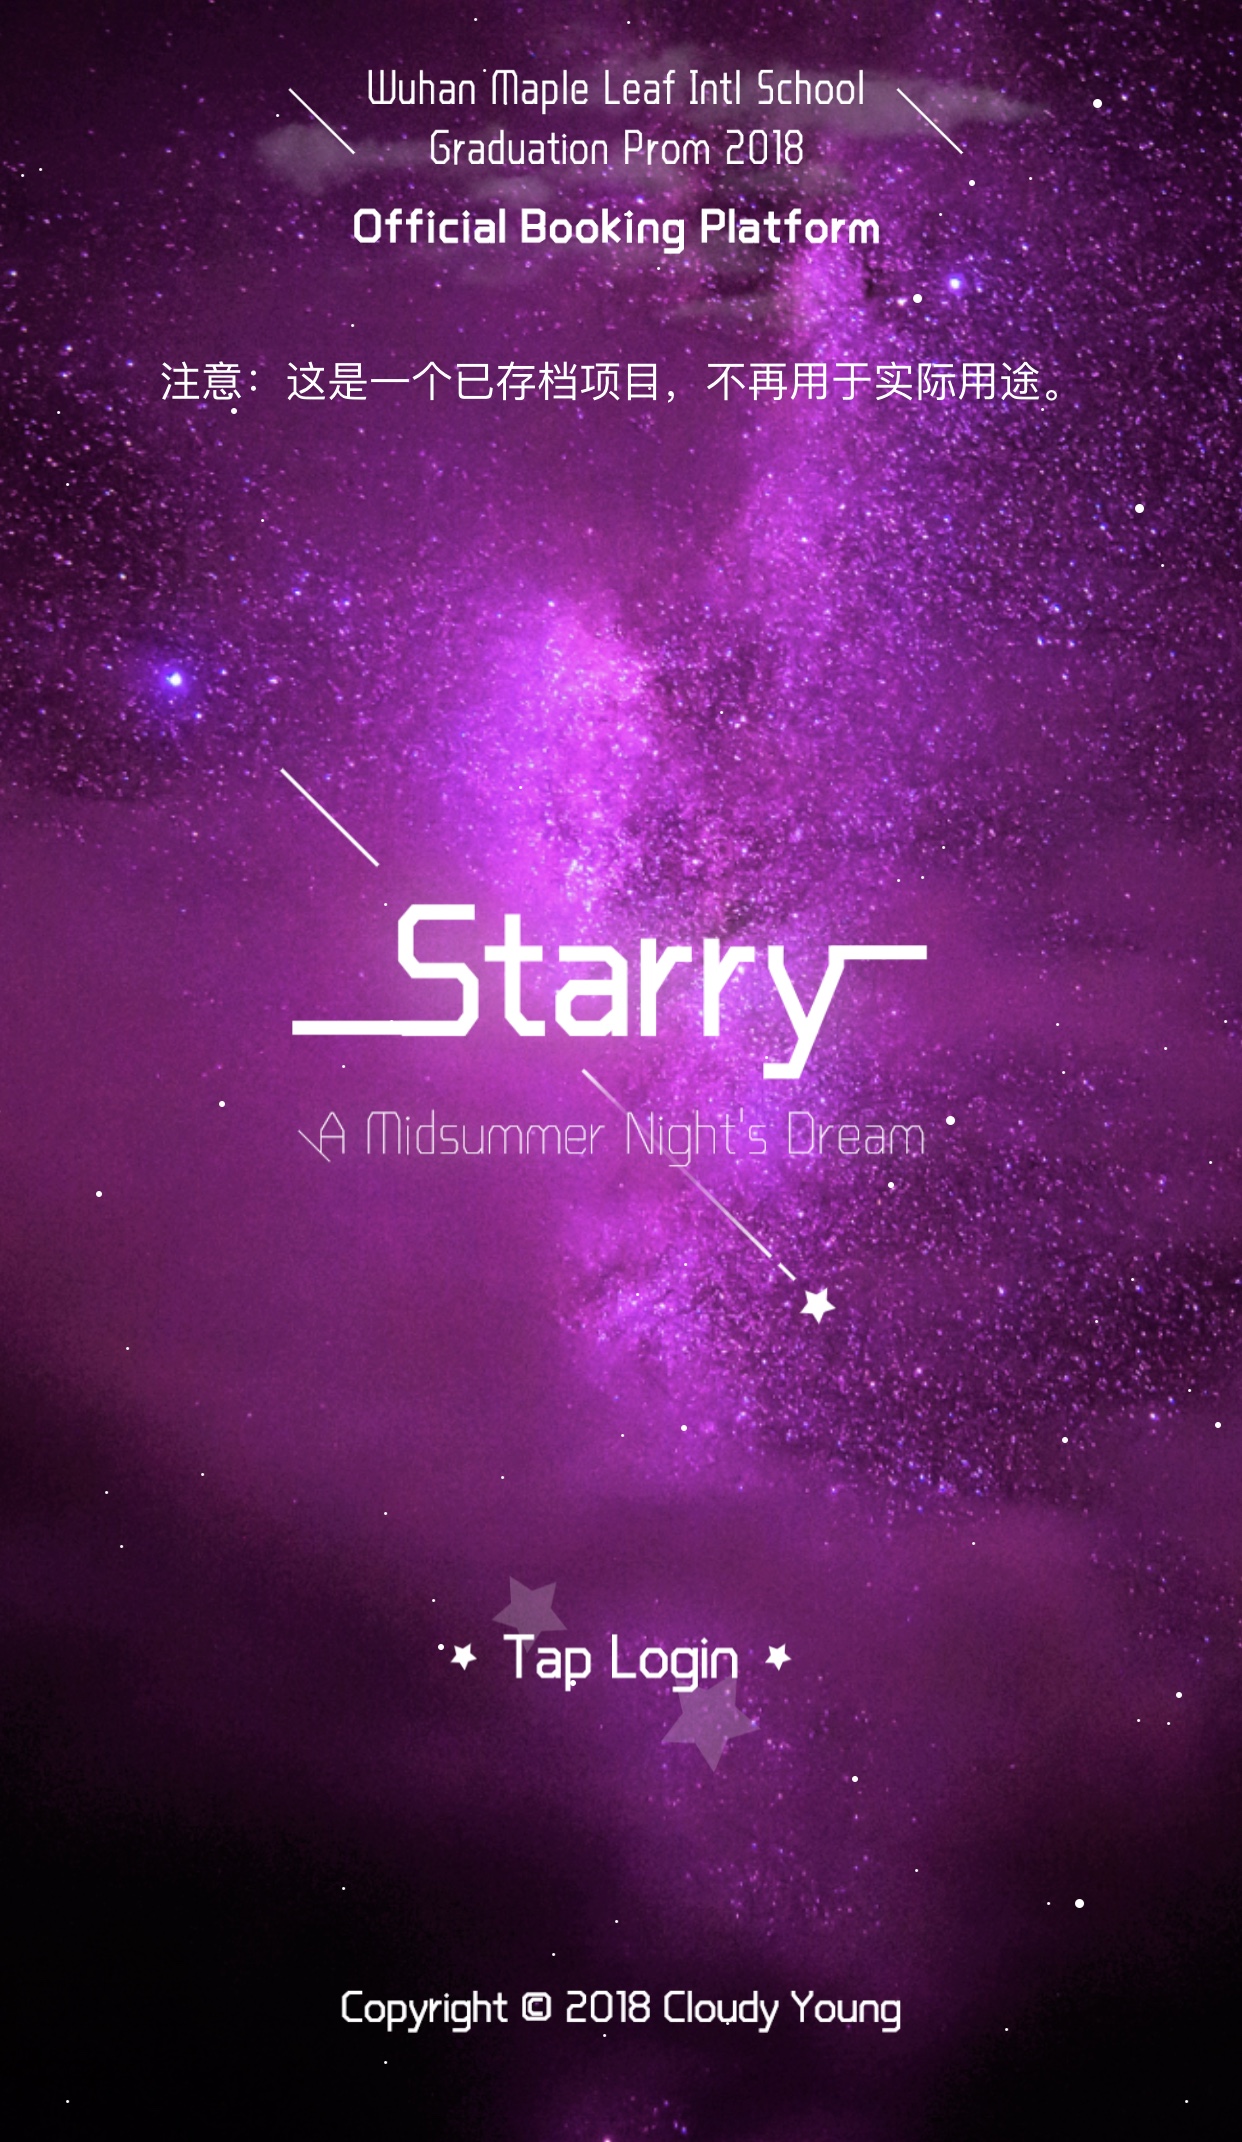 Wuhan Maple Leaf Intl School
Graduation Prom 2018
Official Booking Platform
注意：这是一个已存档项目，不再用于实际用途。
Starry
A Midsummer Night's Dream
Tap Login
Copyright © 2018 Cloudy Young